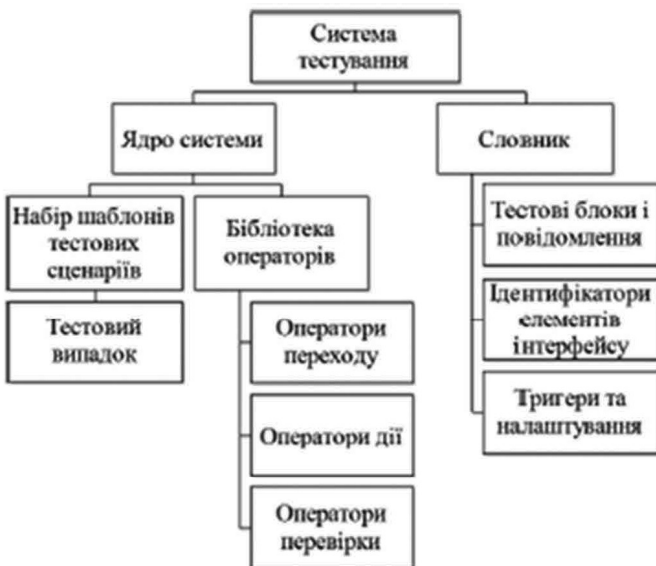 Система
тестування
Ядро системи
Словник
Набір шаблонів
тестових
сценаріїв
Бібліотека
операторів
Тестові блоки і
повідомлення
Тестовий
випадок
Оператори
переходу
Ідентифікатори
елементів
інтерфейсу
Оператори дії
Тригери та
налаштування
Оператори
перевірки